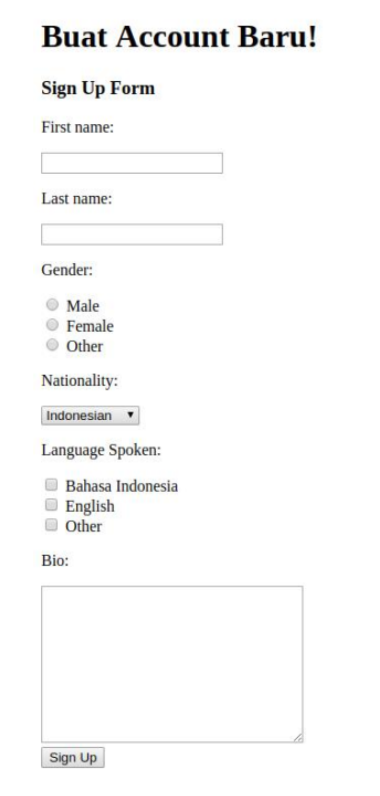 Buat Account Baru!
Sign Up Form
First name:
Last name:
Gender:
Male
Female
Other
Nationality:
Indonesian
Language Spoken:
Bahasa Indonesia
English
Other
Bio:
Sign Up